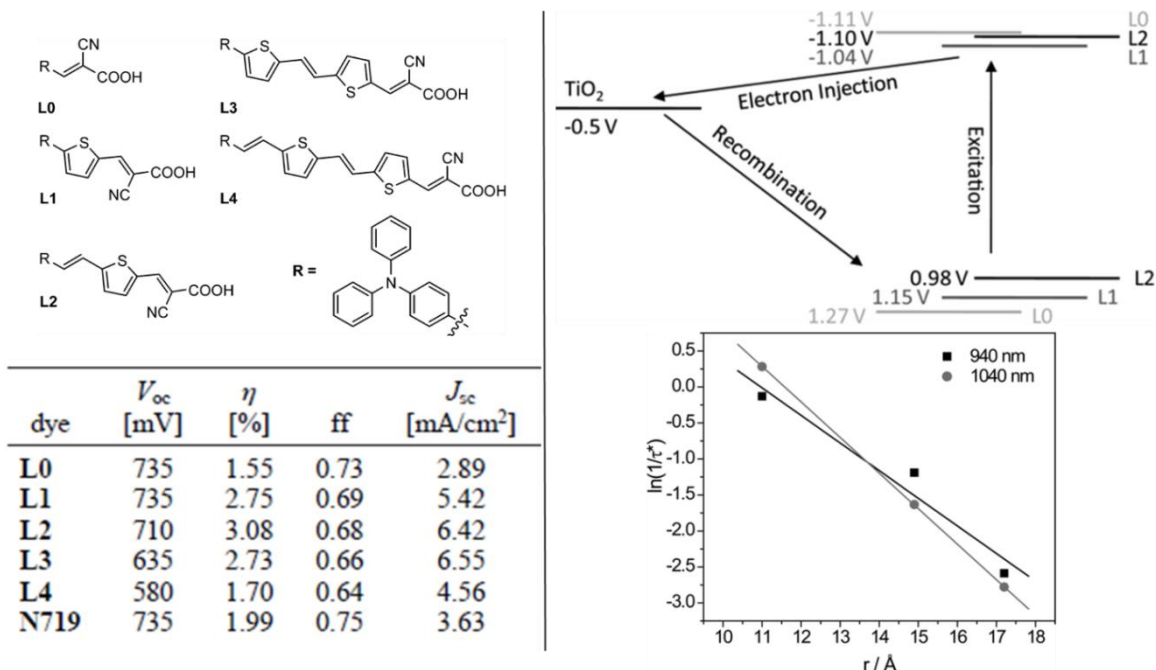 CN
R
COOH
L0
R
S
CN
S
COOH
L3
R
S
COOH
NC
L1
R
S
CN
S
COOH
L4
R
S
COOH
NC
L2
R =
N
dye Voc [mV] η [%] ff Jsc [mA/cm2]
L0 735 1.55 0.73 2.89
L1 735 2.75 0.69 5.42
L2 710 3.08 0.68 6.42
L3 635 2.73 0.66 6.55
L4 580 1.70 0.64 4.56
N719 735 1.99 0.75 3.63
-1.11 V L0
-1.10 V L2
-1.04 V L1
TiO2
-0.5 V
Electron Injection
Recombination
Excitation
0.98 V L2
1.15 V L1
1.27 V L0
940 nm
1040 nm
0.5
0.0
-0.5
-1.0
-1.5
-2.0
-2.5
-3.0
ln(1/τ*)
10 11 12 13 14 15 16 17 18
r / Å